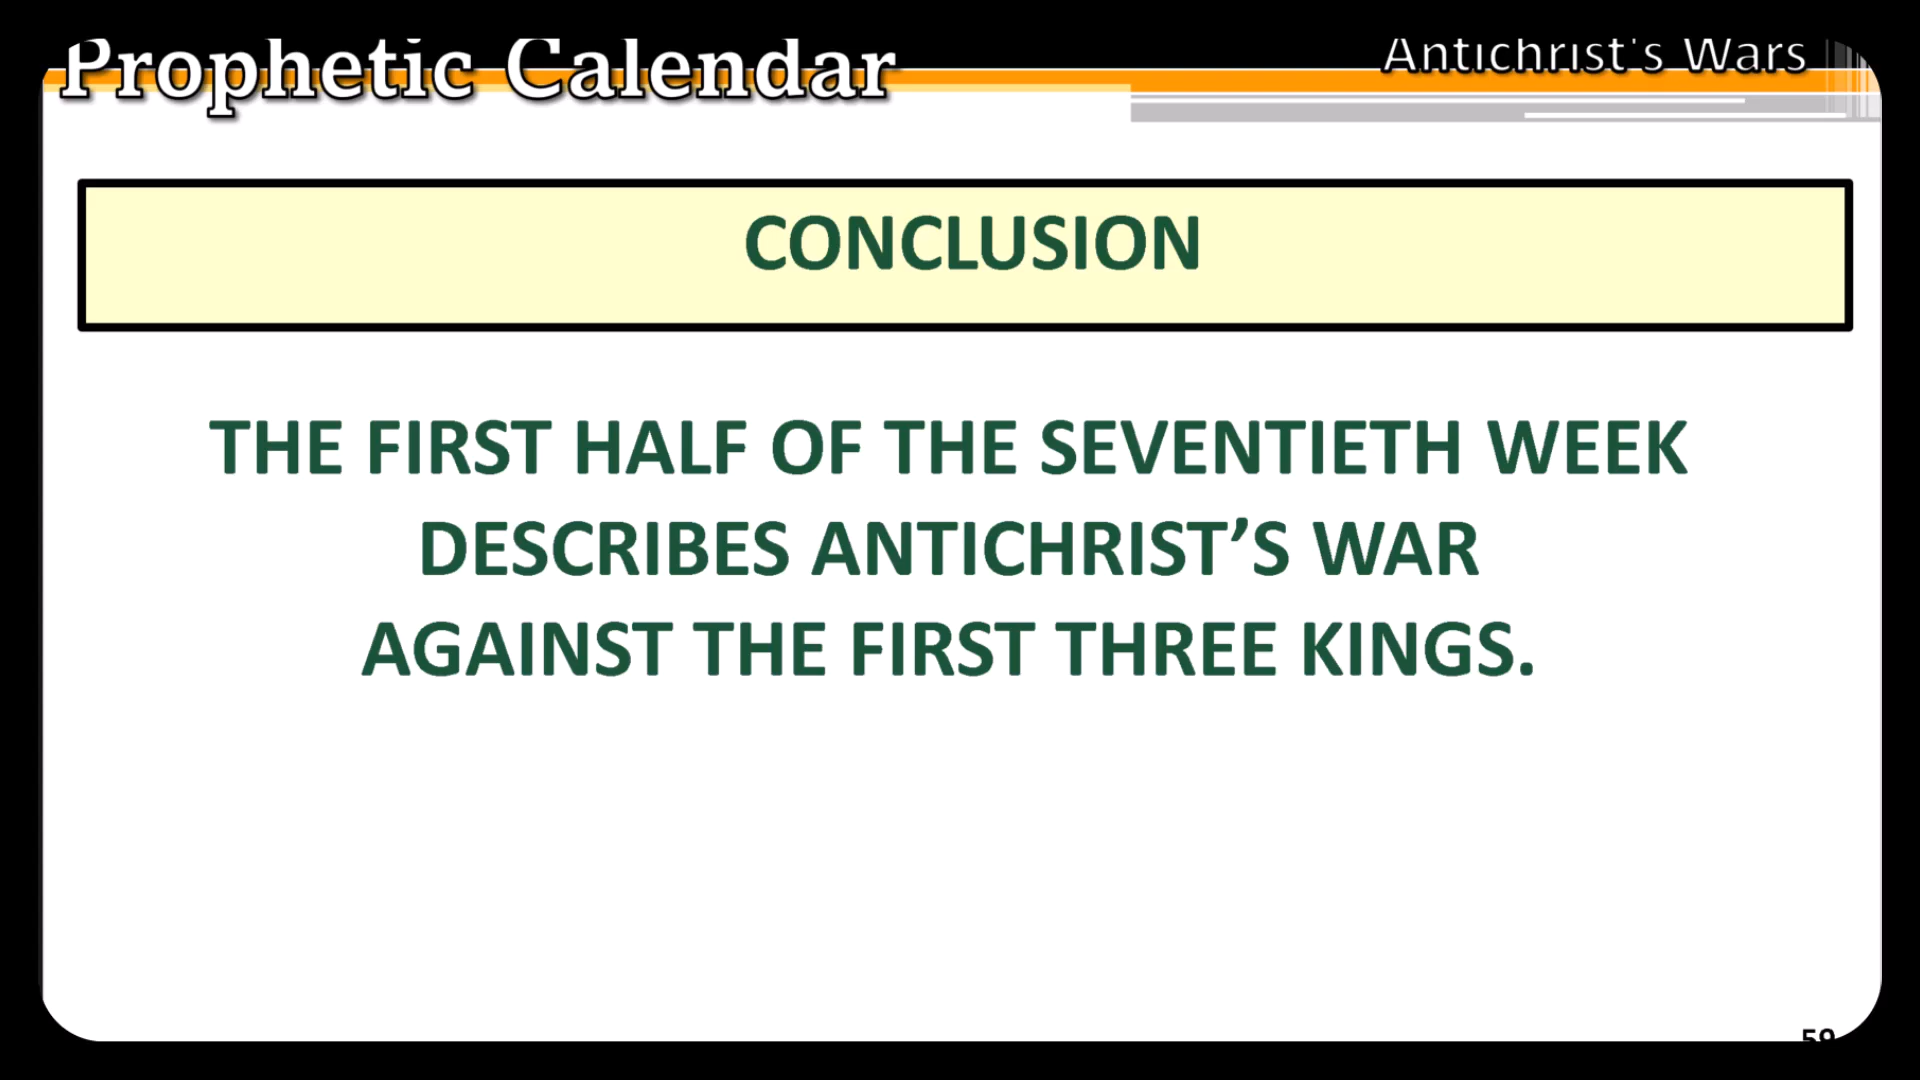 Prophetic Calendar
Antichrist's Wars
CONCLUSION
THE FIRST HALF OF THE SEVENTIETH WEEK
DESCRIBES ANTICHRIST’S WAR
AGAINST THE FIRST THREE KINGS.
59